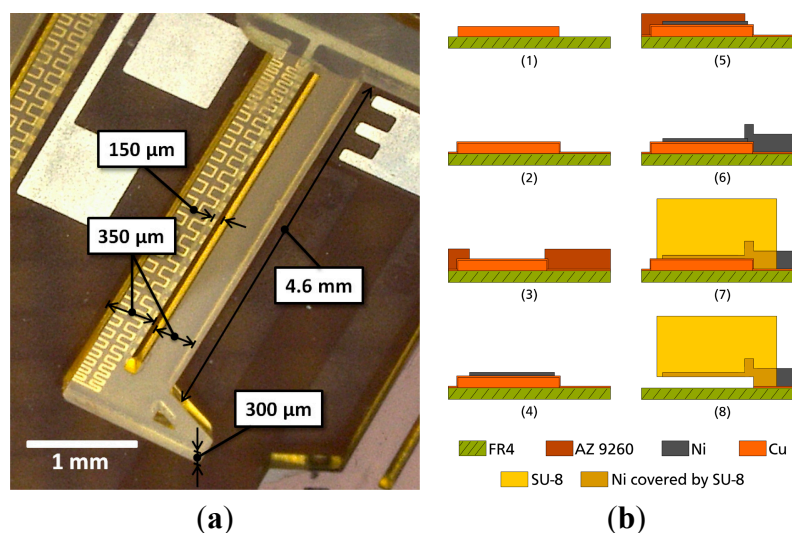 150 µm
350 µm
4.6 mm
300 µm
1 mm
(a)
(1)
(5)
(2)
(6)
(3)
(7)
(4)
(8)
FR4
AZ 9260
Ni
Cu
SU-8
Ni covered by SU-8
(b)